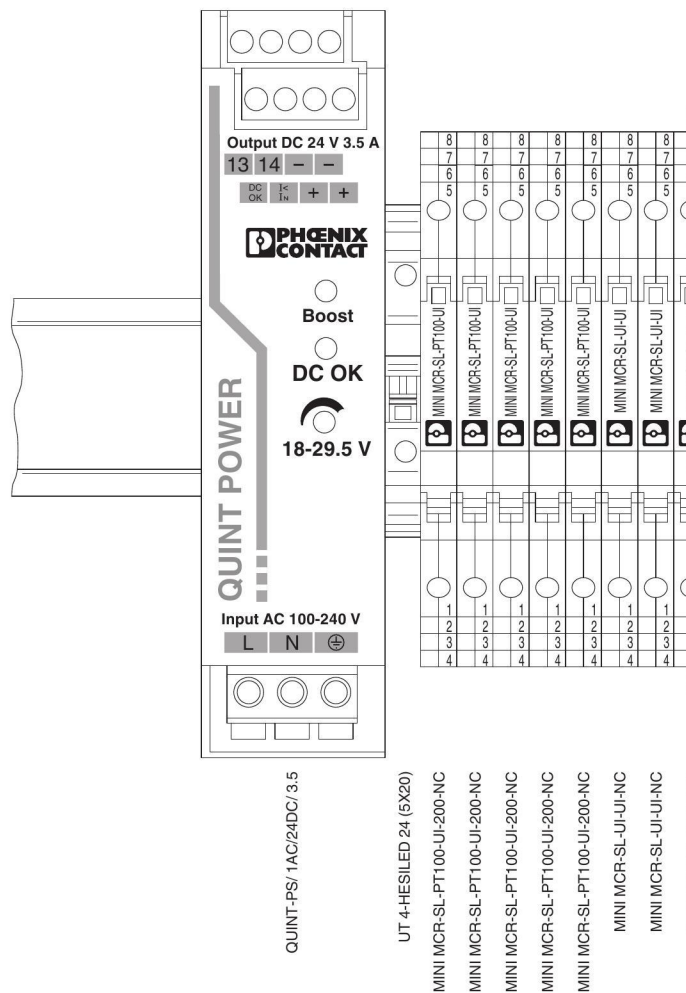 Output DC 24 V 3.5 A
13 14 − −
DC OK I< IN + +
PHŒNIX
CONTACT
Boost
DC OK
18-29.5 V
QUINT POWER
Input AC 100-240 V
L N
8 8 8 8 8 8 8
7 7 7 7 7 7 7
6 6 6 6 6 6 6
5 5 5 5 5 5 5
MINI MCR-SL-PT100-UI
MINI MCR-SL-PT100-UI
MINI MCR-SL-PT100-UI
MINI MCR-SL-PT100-UI
MINI MCR-SL-PT100-UI
MINI MCR-SL-UI-UI
MINI MCR-SL-UI-UI
1 1 1 1 1 1 1
2 2 2 2 2 2 2
3 3 3 3 3 3 3
4 4 4 4 4 4 4
QUINT-PS/ 1AC/24DC/ 3.5
UT 4-HESILED 24 (5X20)
MINI MCR-SL-PT100-UI-200-NC
MINI MCR-SL-PT100-UI-200-NC
MINI MCR-SL-PT100-UI-200-NC
MINI MCR-SL-PT100-UI-200-NC
MINI MCR-SL-PT100-UI-200-NC
MINI MCR-SL-UI-UI-NC
MINI MCR-SL-UI-UI-NC